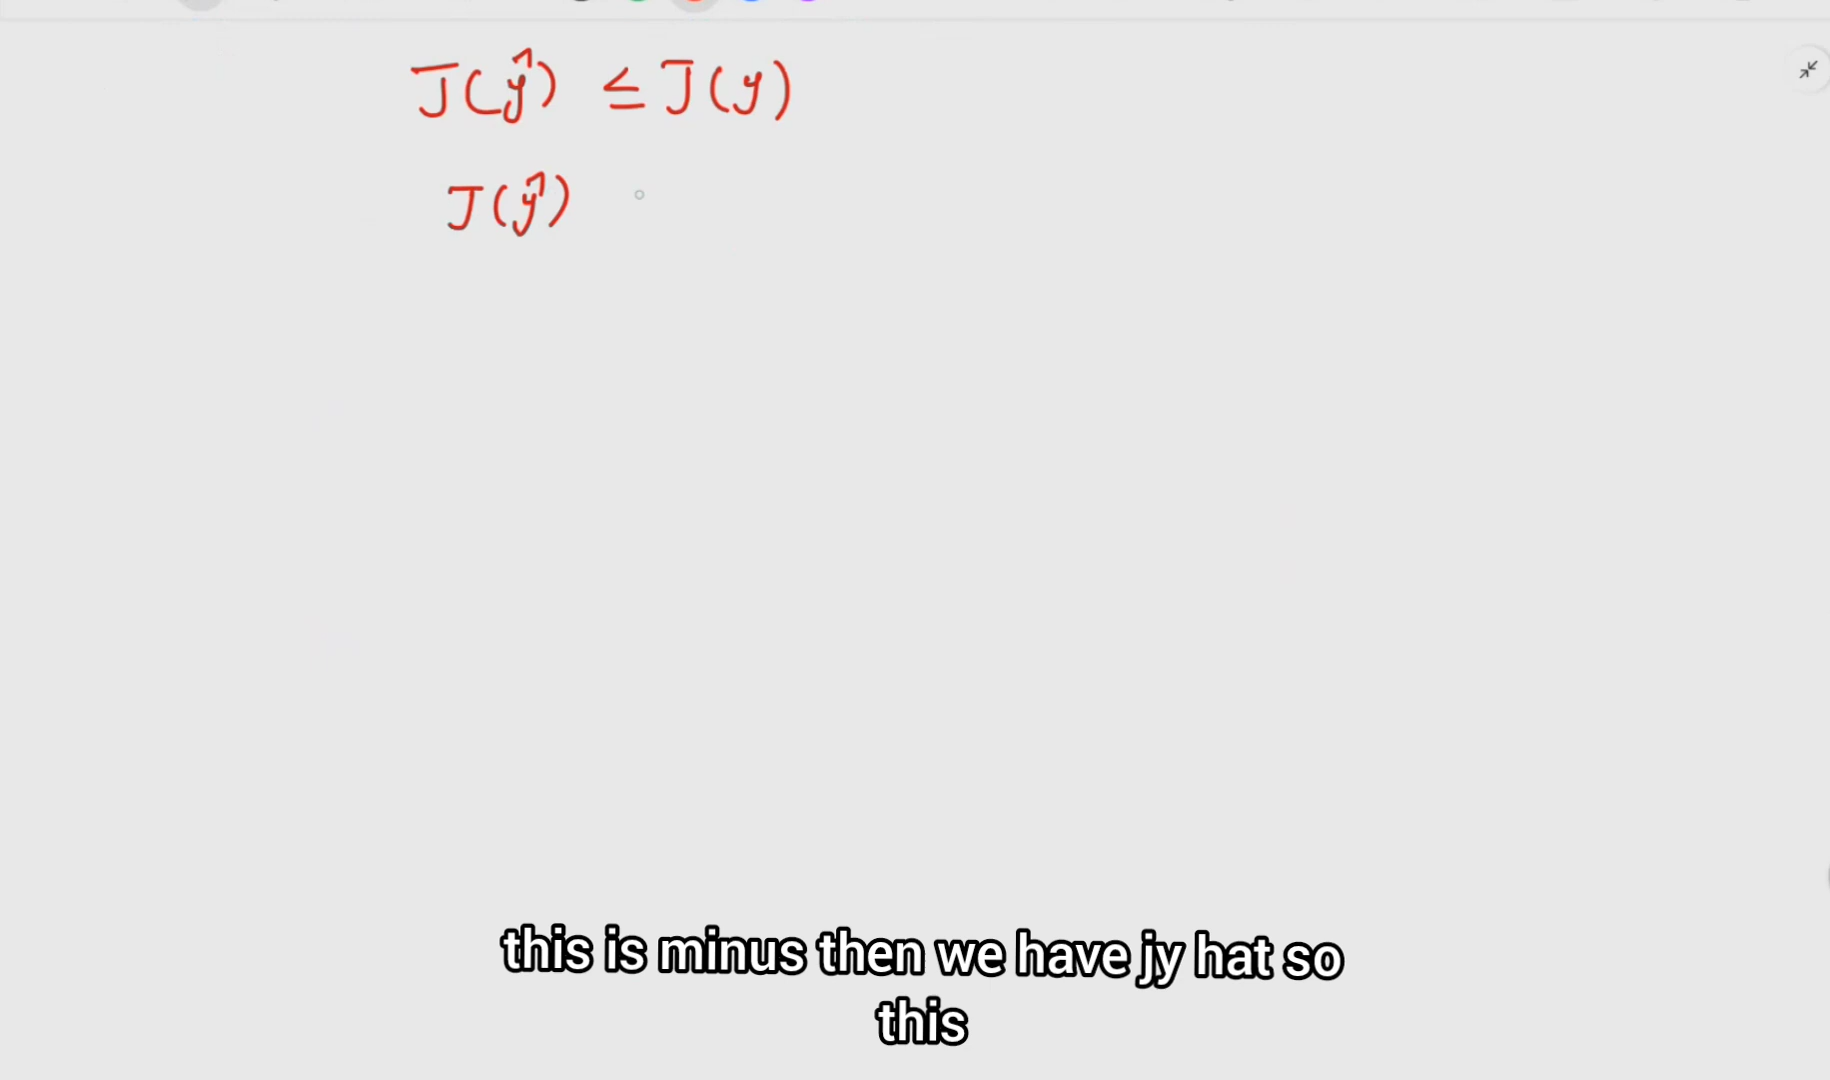 J(ŷ) ≤ J(y)
J(ŷ)
this is minus then we have jy hat so
this